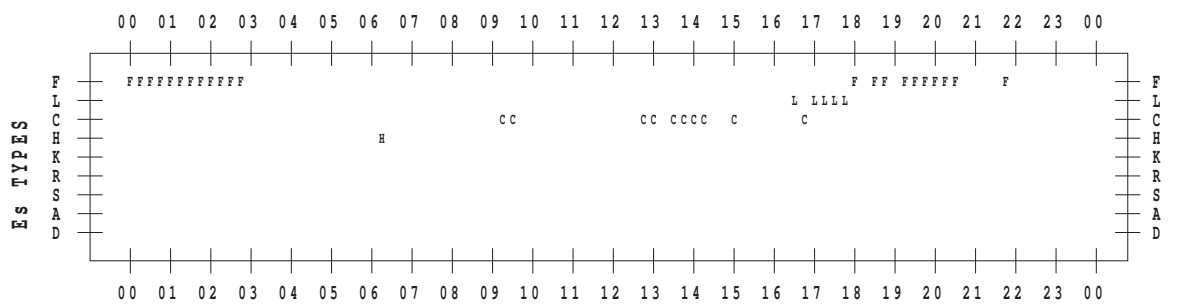 00 01 02 03 04 05 06 07 08 09 10 11 12 13 14 15 16 17 18 19 20 21 22 23 00
F FFFFFFFFFFFF F FF FFFFFF F F
L L LLLL L
C CC CC CCCC C C C
H H H
K K
R R
S S
A A
D D
Es TYPES
00 01 02 03 04 05 06 07 08 09 10 11 12 13 14 15 16 17 18 19 20 21 22 23 00